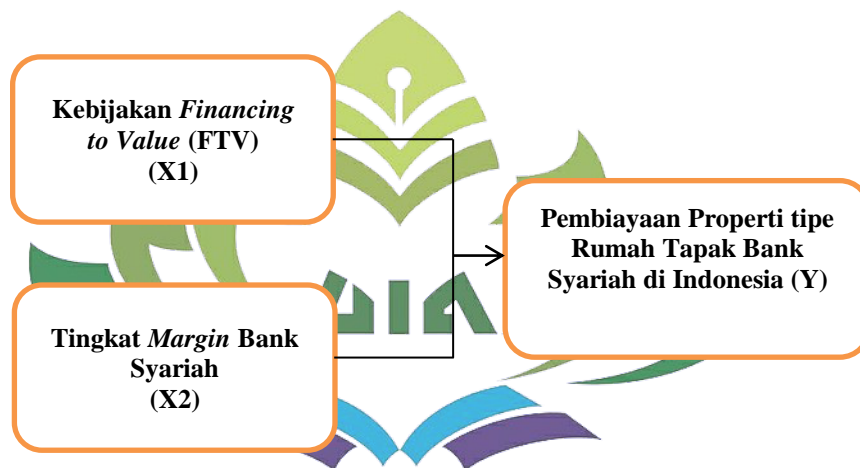 Kebijakan Financing
to Value (FTV)
(X1)
Pembiayaan Properti tipe
Rumah Tapak Bank
Syariah di Indonesia (Y)
Tingkat Margin Bank
Syariah
(X2)